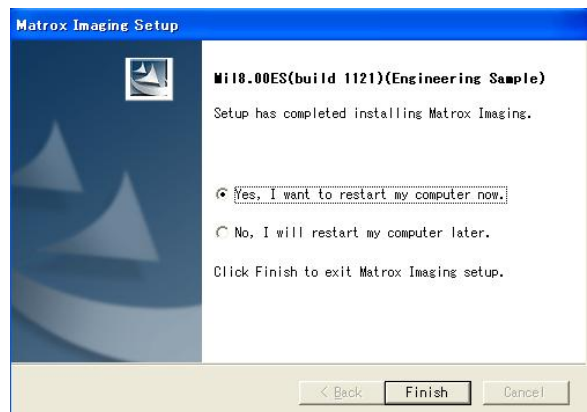 Matrox Imaging Setup
Mil8.00ES(build 1121)(Engineering Sample)
Setup has completed installing Matrox Imaging.
Yes, I want to restart my computer now.
No, I will restart my computer later.
Click Finish to exit Matrox Imaging setup.
< Back Finish Cancel